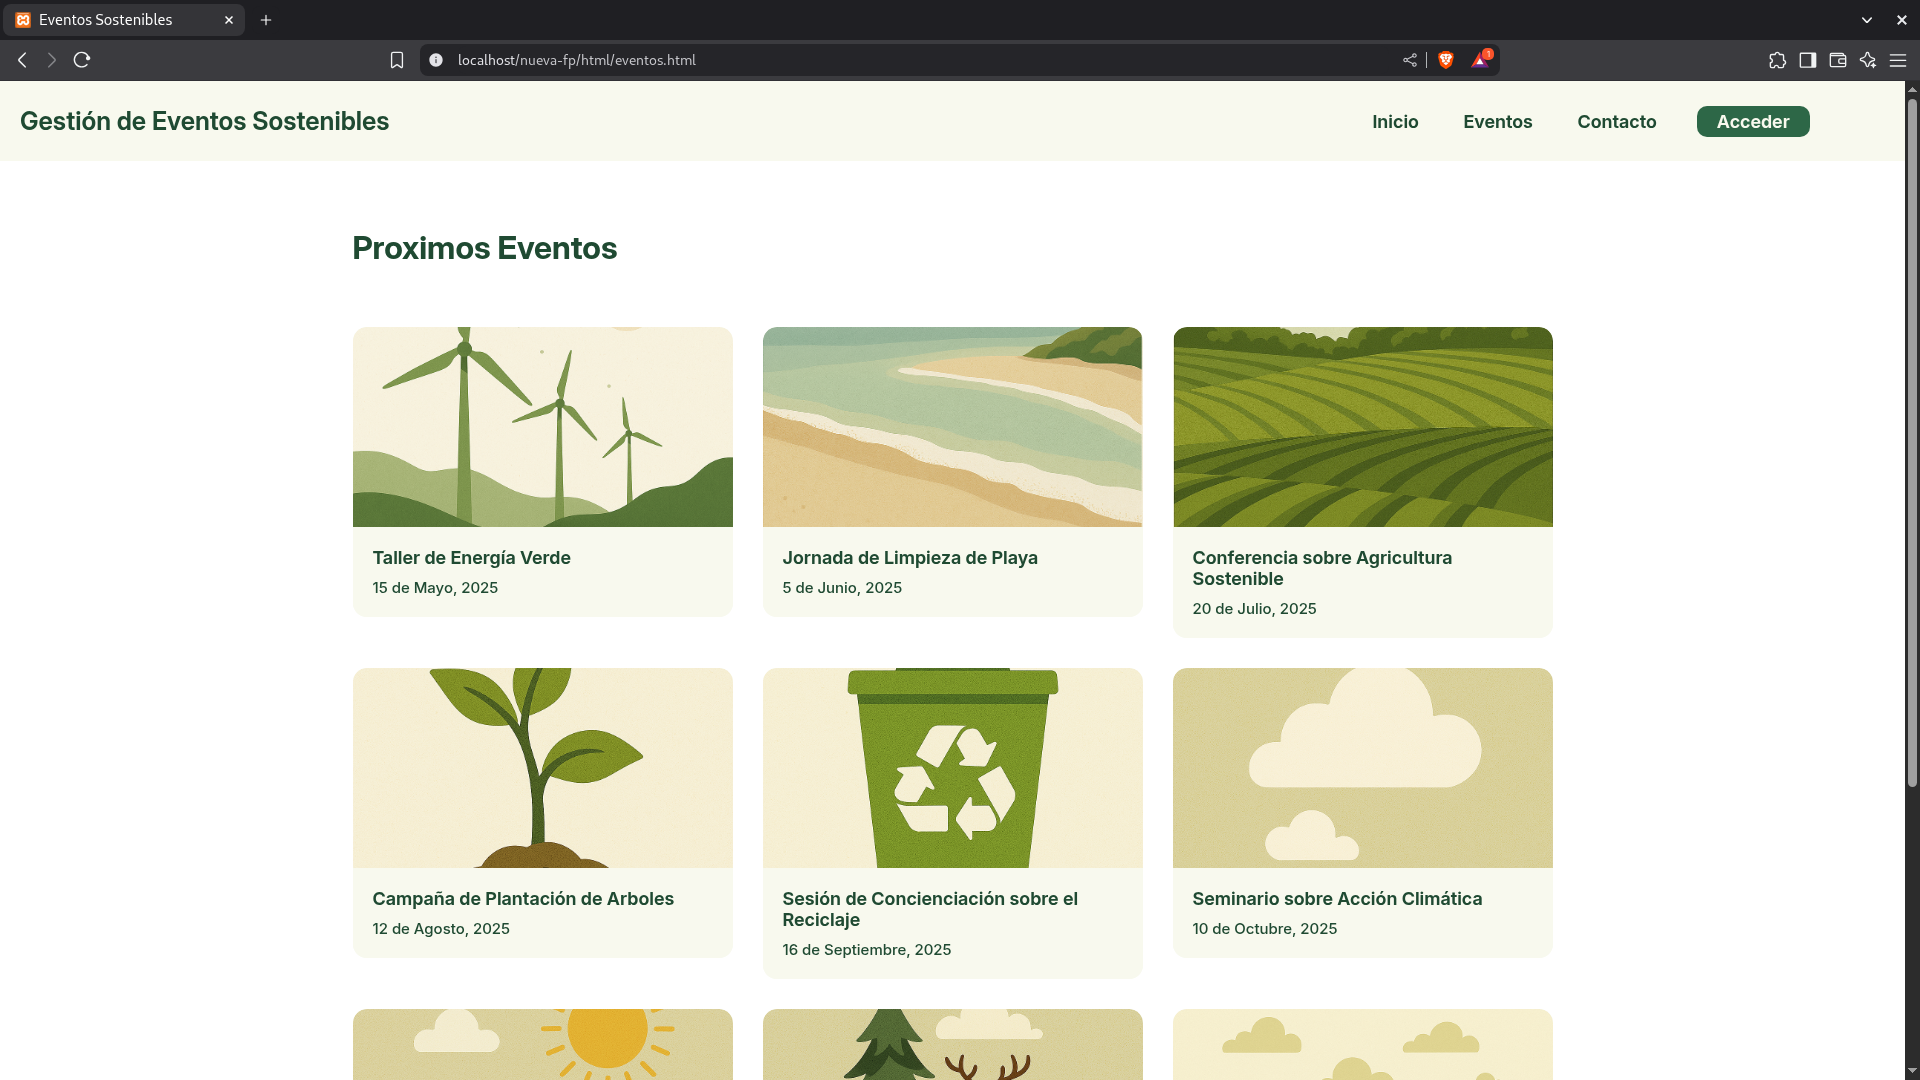 Eventos Sostenibles
localhost/nueva-fp/html/eventos.html
1
Gestión de Eventos Sostenibles
Inicio
Eventos
Contacto
Acceder
Proximos Eventos
Taller de Energía Verde
15 de Mayo, 2025
Jornada de Limpieza de Playa
5 de Junio, 2025
Conferencia sobre Agricultura
Sostenible
20 de Julio, 2025
Campaña de Plantación de Arboles
12 de Agosto, 2025
Sesión de Concienciación sobre el
Reciclaje
16 de Septiembre, 2025
Seminario sobre Acción Climática
10 de Octubre, 2025